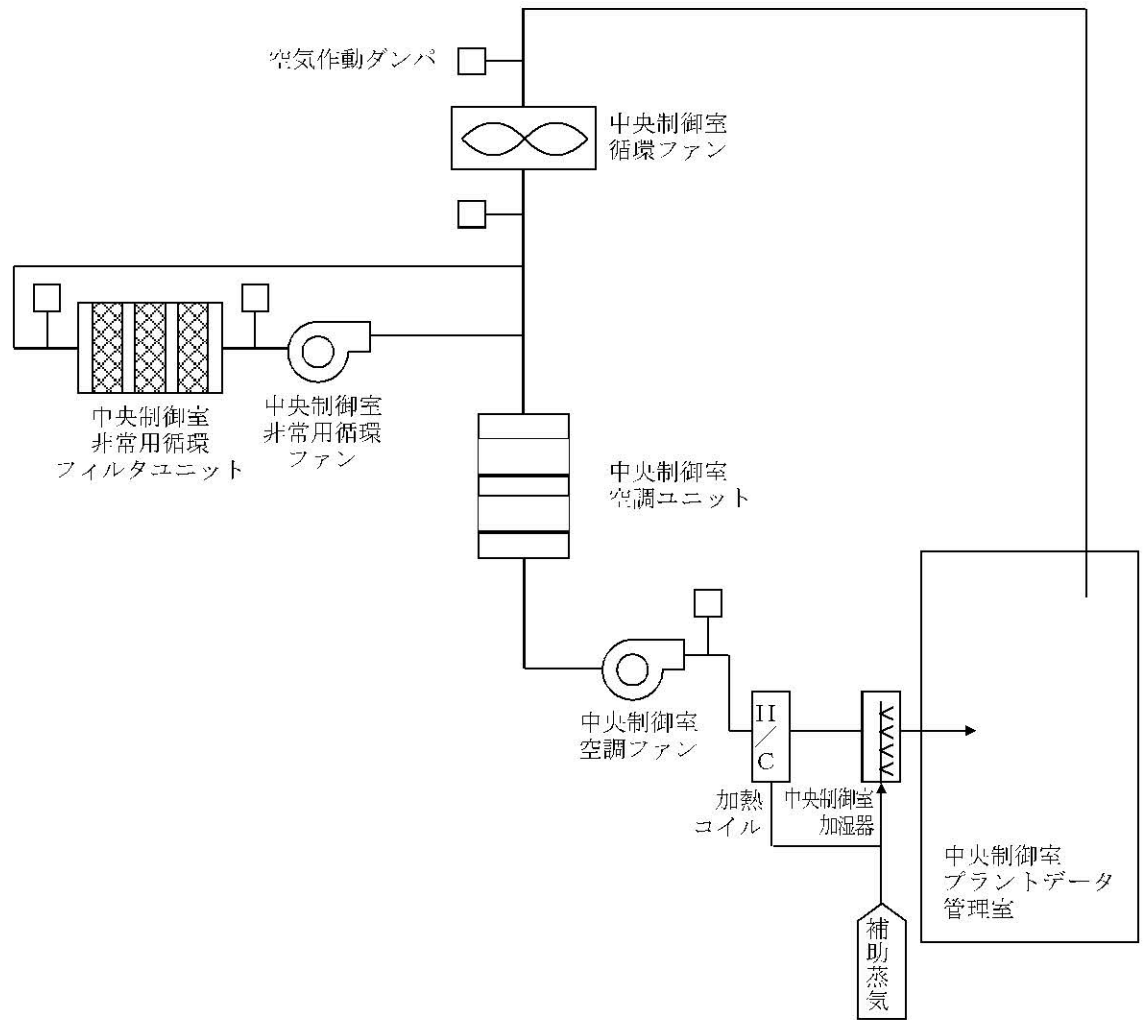 空気作動ダンパ
中央制御室
循環ファン
中央制御室
非常用循環
フィルタユニット
中央制御室
非常用循環
ファン
中央制御室
空調ユニット
中央制御室
空調ファン
H
/
C
加熱
コイル
中央制御室
加湿器
中央制御室
プラントデータ
管理室
補助蒸気